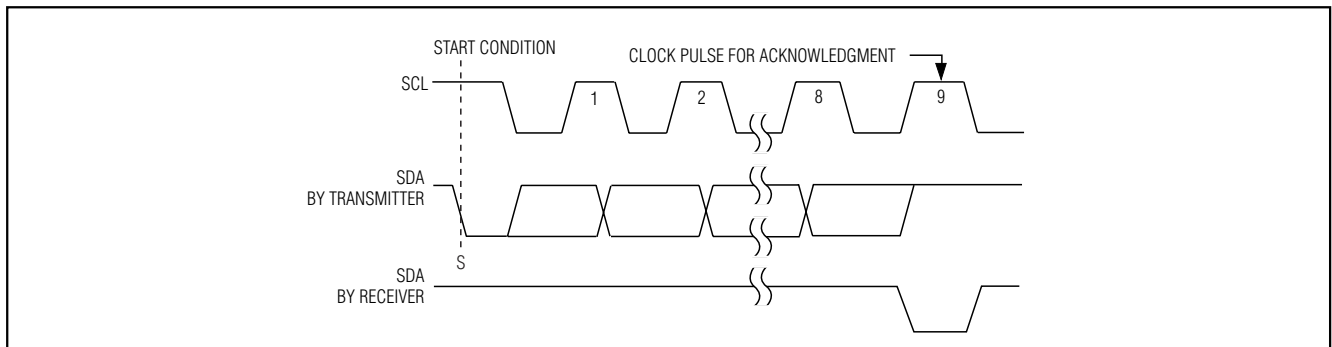 START CONDITION
CLOCK PULSE FOR ACKNOWLEDGMENT
SCL
1
2
8
9
SDA
BY TRANSMITTER
S
SDA
BY RECEIVER